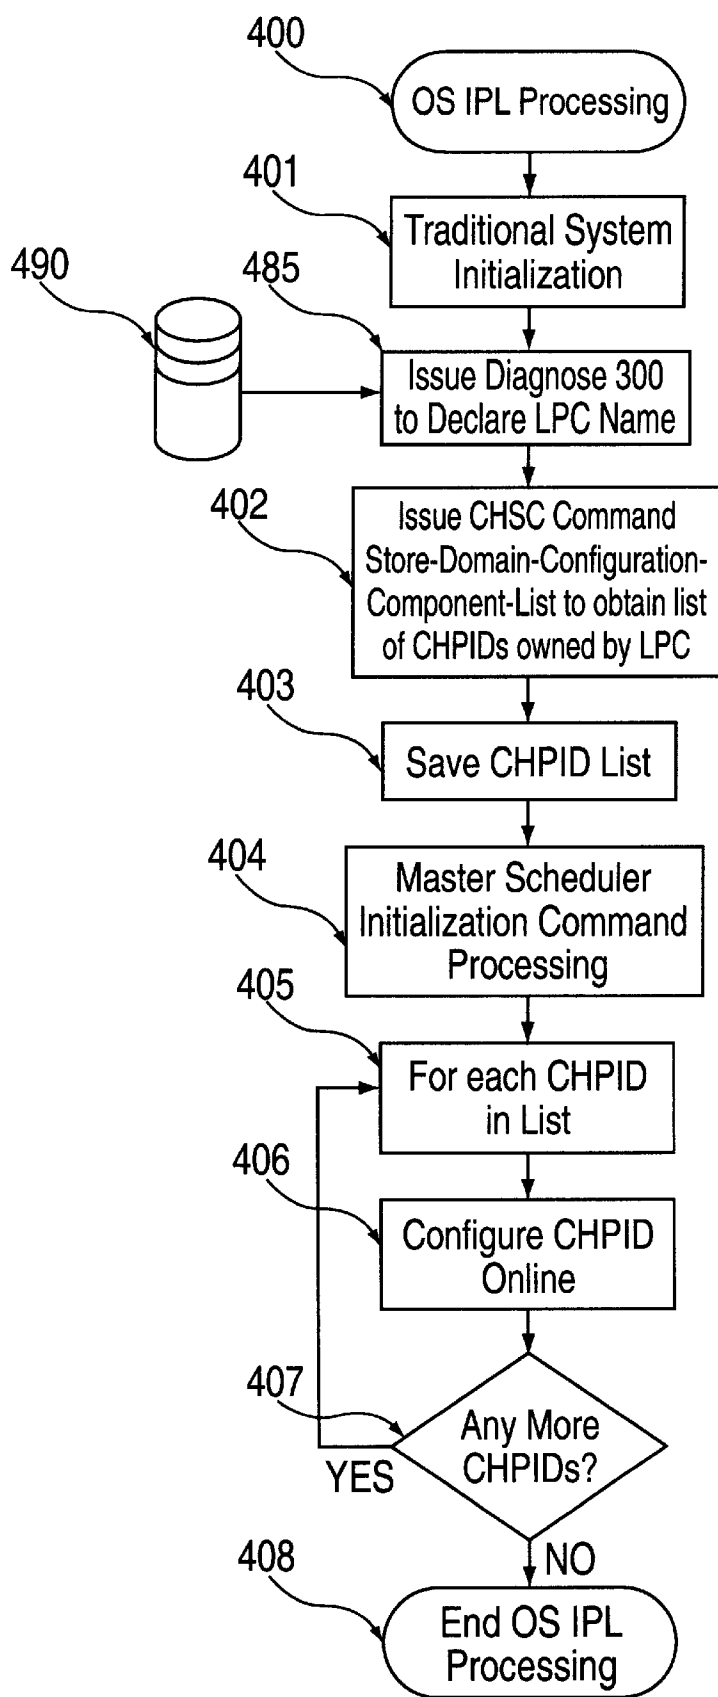 400
OS IPL Processing
401
Traditional System
Initialization
490
485
Issue Diagnose 300
to Declare LPC Name
402
Issue CHSC Command
Store-Domain-Configuration-
Component-List to obtain list
of CHPIDs owned by LPC
403
Save CHPID List
404
Master Scheduler
Initialization Command
Processing
405
For each CHPID
in List
406
Configure CHPID
Online
407
Any More
CHPIDs?
YES
NO
408
End OS IPL
Processing